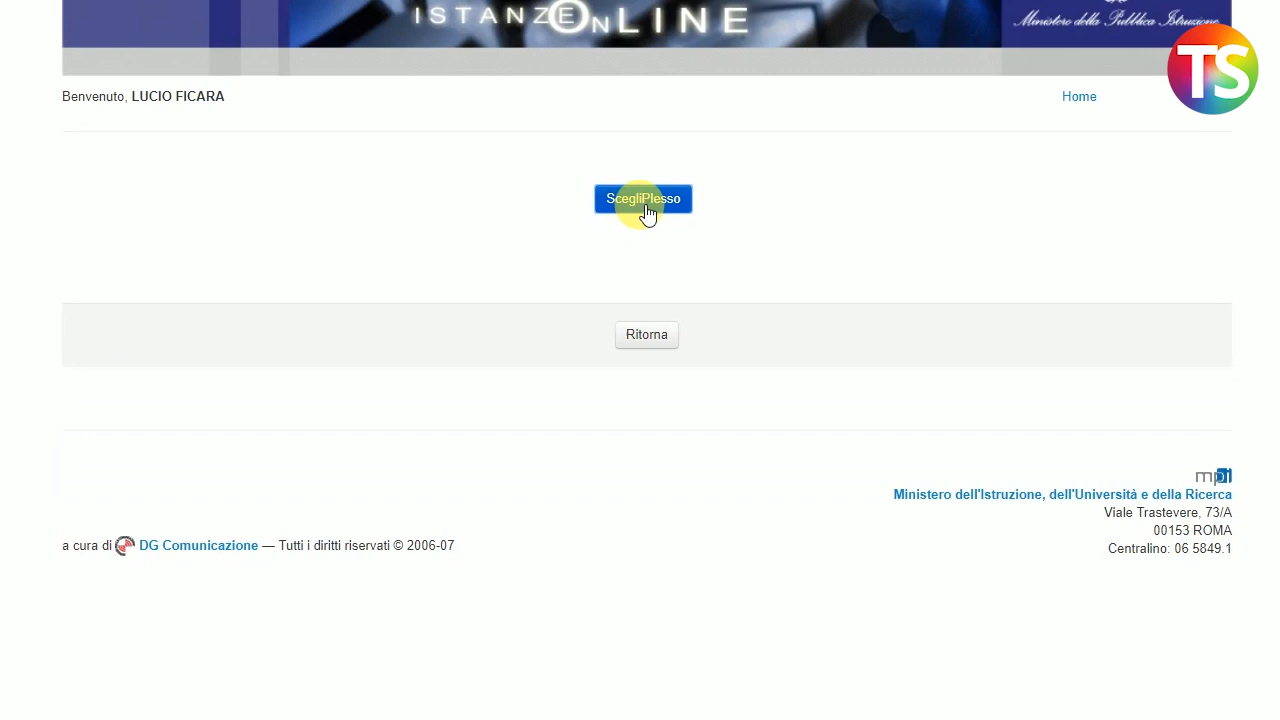 ISTANZE ON LINE
Ministero della Pubblica Istruzione
TS
Benvenuto, LUCIO FICARA
Home
ScegliPlesso
Ritorna
mpi
Ministero dell'Istruzione, dell'Università e della Ricerca
Viale Trastevere, 73/A
00153 ROMA
Centralino: 06 5849.1
a cura di DG Comunicazione — Tutti i diritti riservati © 2006-07